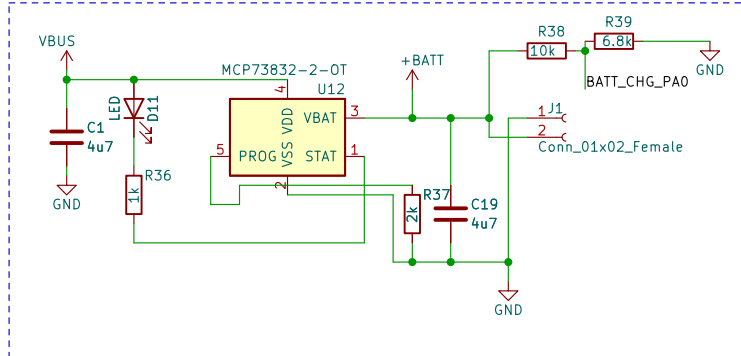 R38
10k
R39
6.8k
VBUS
+BATT
GND
BATT_CHG_PA0
MCP73832-2-OT
U12
4
LED
D11
VDD
VBAT
3
1
J1
2
Conn_01x02_Female
C1
4u7
5
PROG
VSS
STAT
1
2
GND
R36
1k
R37
2k
C19
4u7
GND